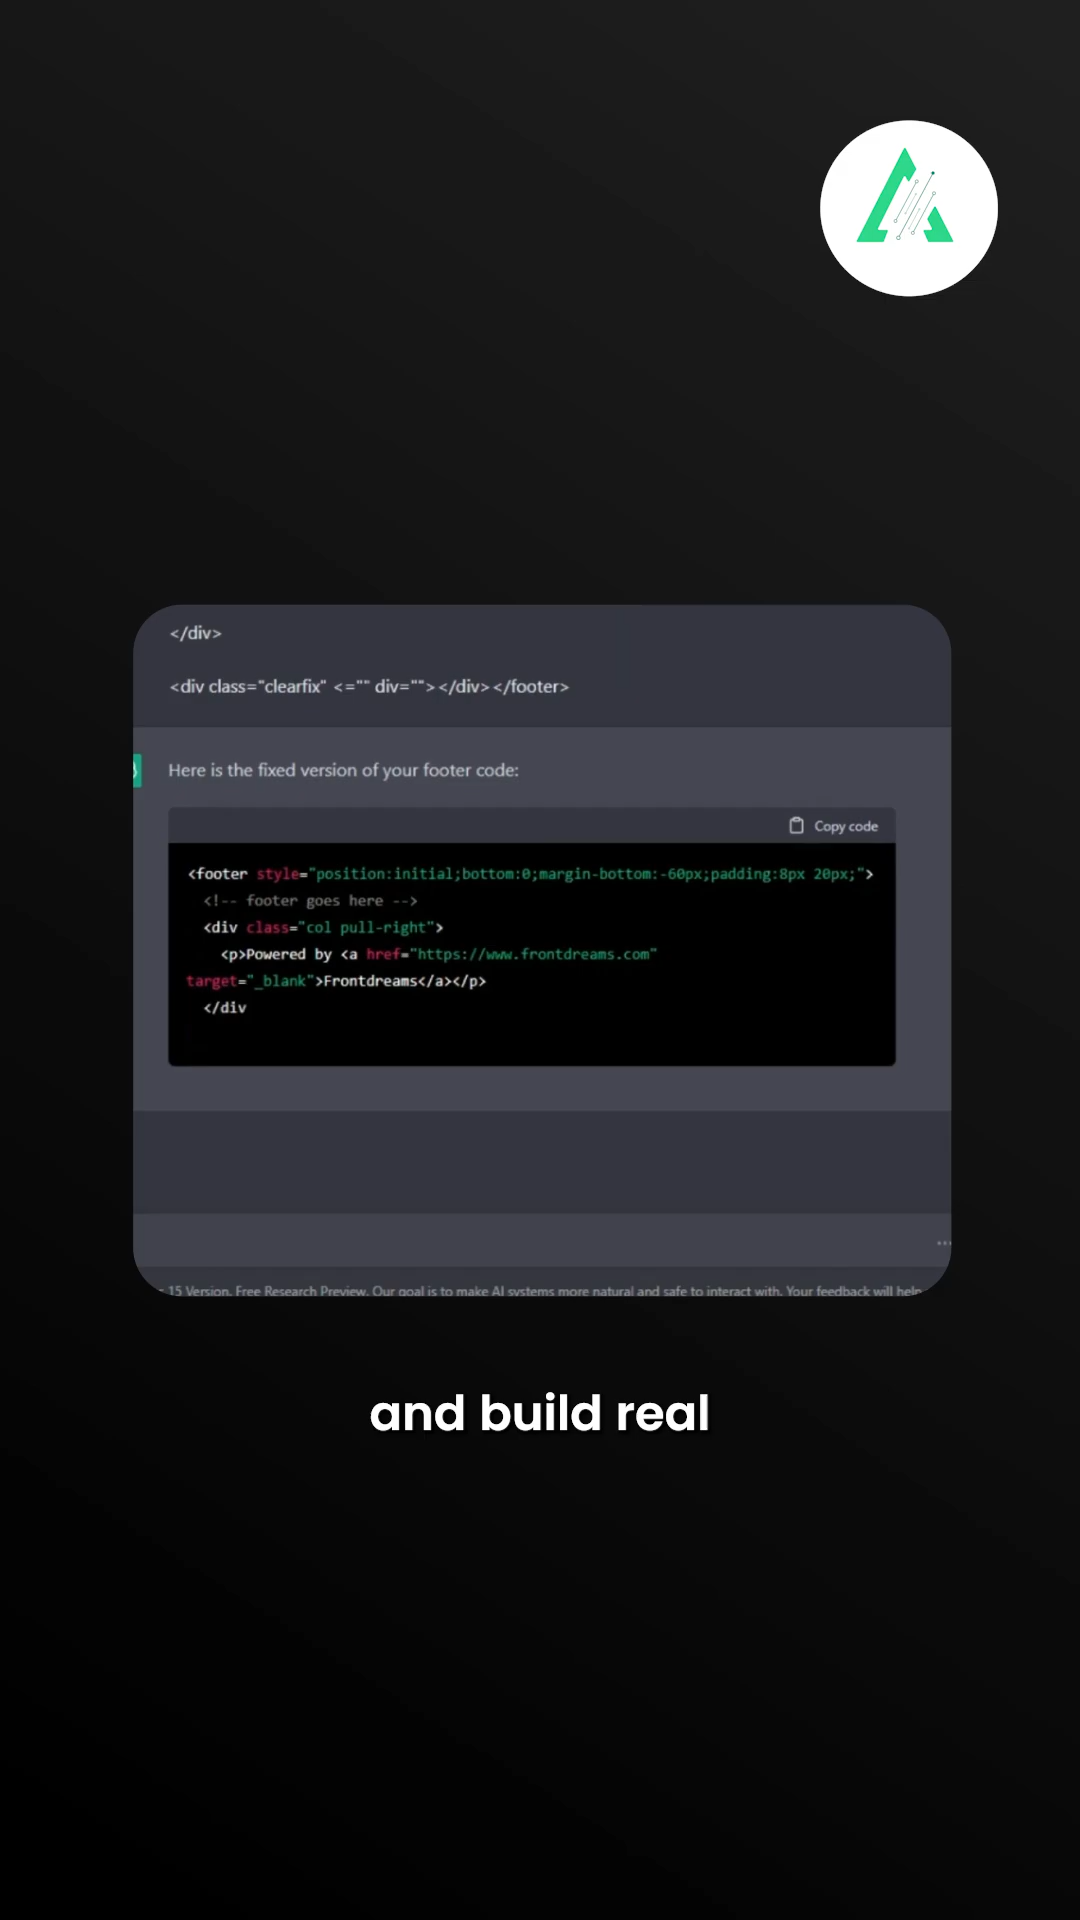 </div>
<div class="clearfix" <="" div=""></div></footer>
Here is the fixed version of your footer code:
Copy code
<footer style="position:initial;bottom:0;margin-bottom:-60px;padding:8px 20px;">
<!-- footer goes here -->
<div class="col pull-right">
<p>Powered by <a href="https://www.frontdreams.com"
target="_blank">Frontdreams</a></p>
</div
15 Version. Free Research Preview. Our goal is to make AI systems more natural and safe to interact with. Your feedback will help
and build real